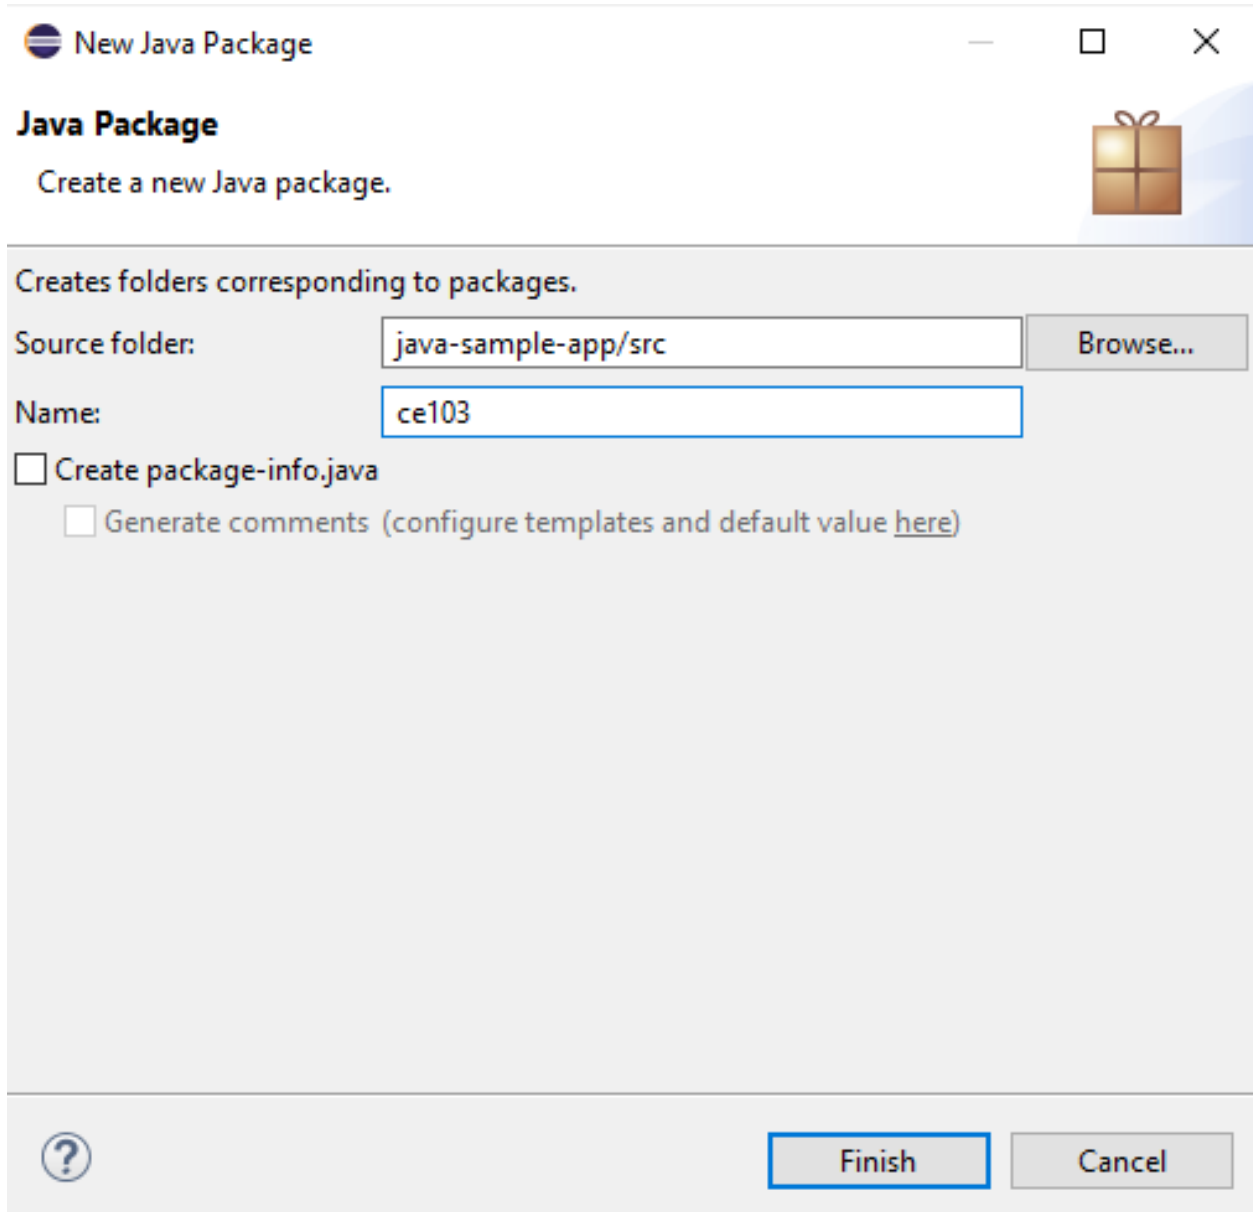 New Java Package
Java Package
Create a new Java package.
Creates folders corresponding to packages.
Source folder: java-sample-app/src Browse...
Name: ce103
Create package-info.java
Generate comments (configure templates and default value here)
? Finish Cancel